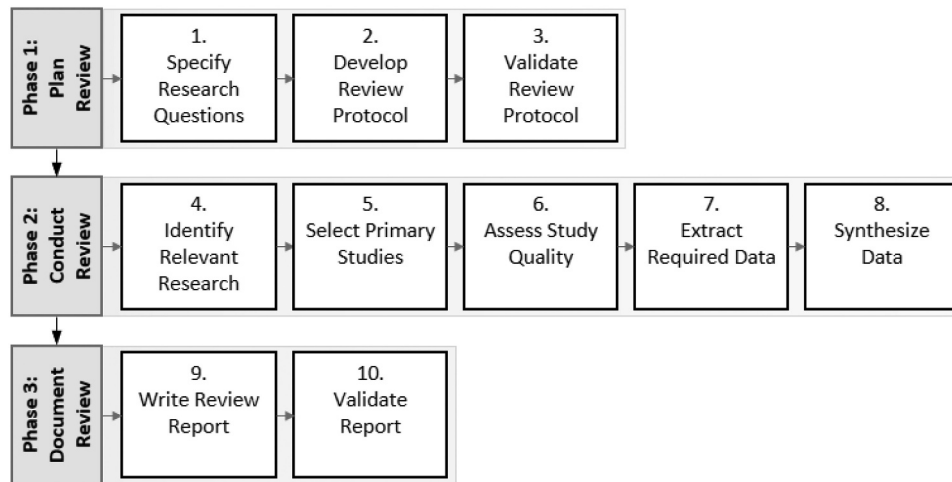 Phase 1:
Plan
Review
1.
Specify
Research
Questions
2.
Develop
Review
Protocol
3.
Validate
Review
Protocol
Phase 2:
Conduct
Review
4.
Identify
Relevant
Research
5.
Select Primary
Studies
6.
Assess Study
Quality
7.
Extract
Required Data
8.
Synthesize
Data
Phase 3:
Document
Review
9.
Write Review
Report
10.
Validate
Report